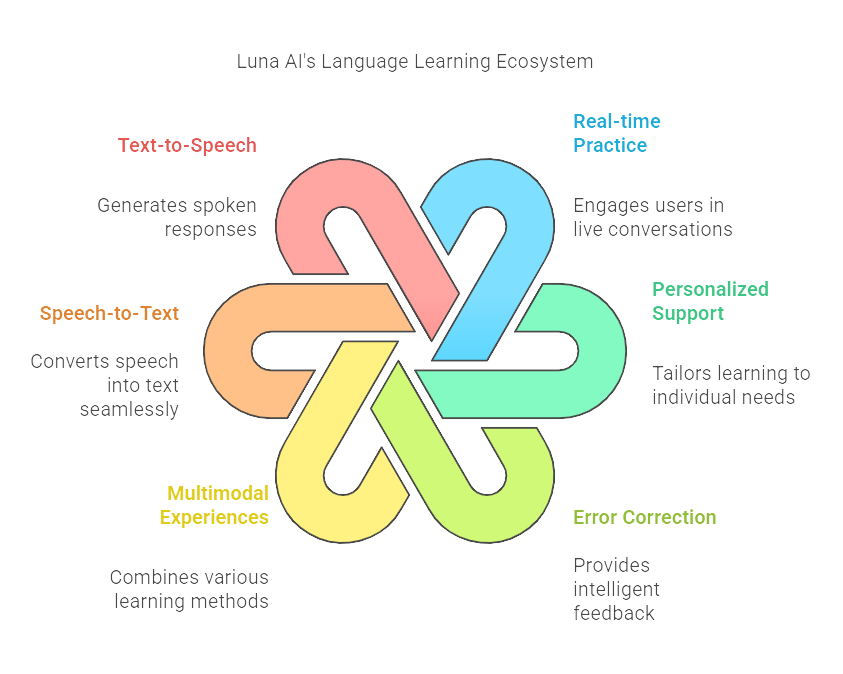 Luna AI's Language Learning Ecosystem
Text-to-Speech
Generates spoken
responses
Real-time
Practice
Engages users in
live conversations
Speech-to-Text
Converts speech
into text
seamlessly
Personalized
Support
Tailors learning to
individual needs
Multimodal
Experiences
Combines various
learning methods
Error Correction
Provides
intelligent
feedback